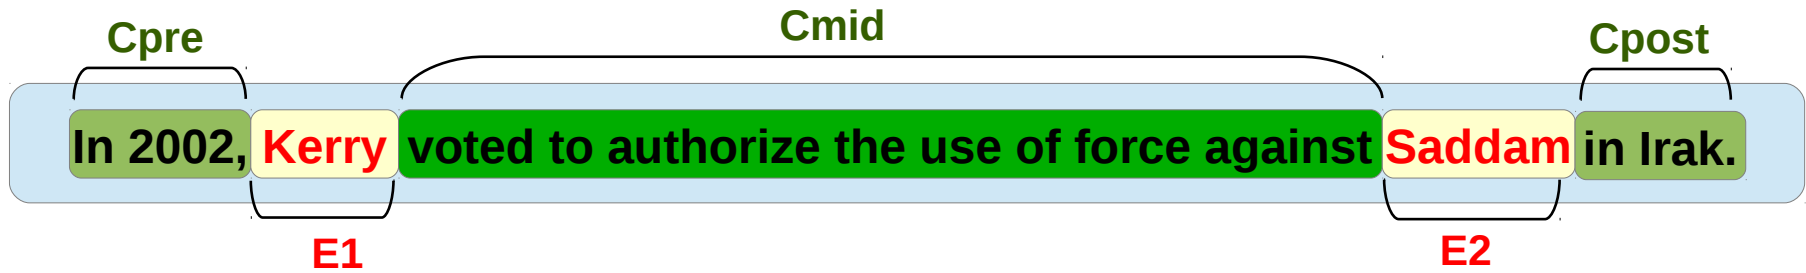 Cpre Cmid Cpost
In 2002, Kerry voted to authorize the use of force against Saddam in Irak.
E1 E2